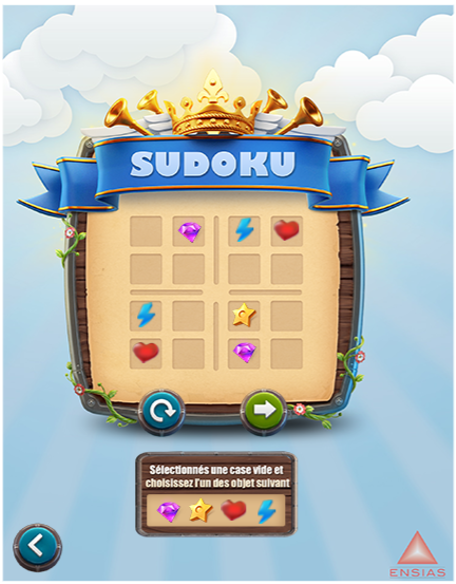 SUDOKU
Sélectionnés une case vide et
choisissez l'un des objet suivant
ENSIAS